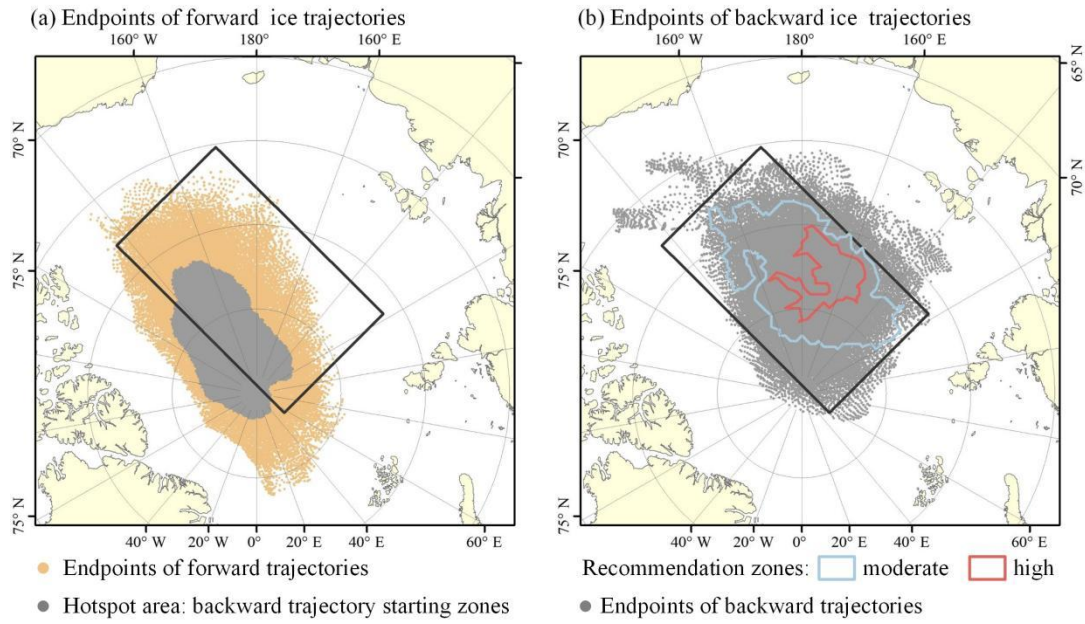 (a) Endpoints of forward ice trajectories
(b) Endpoints of backward ice trajectories
160° W 180° 160° E
160° W 180° 160° E
65° N
70° N
70° N
75° N
75° N
75° N
75° N
40° W 20° W 0° 20° E 60° E
40° W 20° W 0° 20° E 40° E 60° E
Endpoints of forward trajectories
Recommendation zones: moderate high
Hotspot area: backward trajectory starting zones
Endpoints of backward trajectories